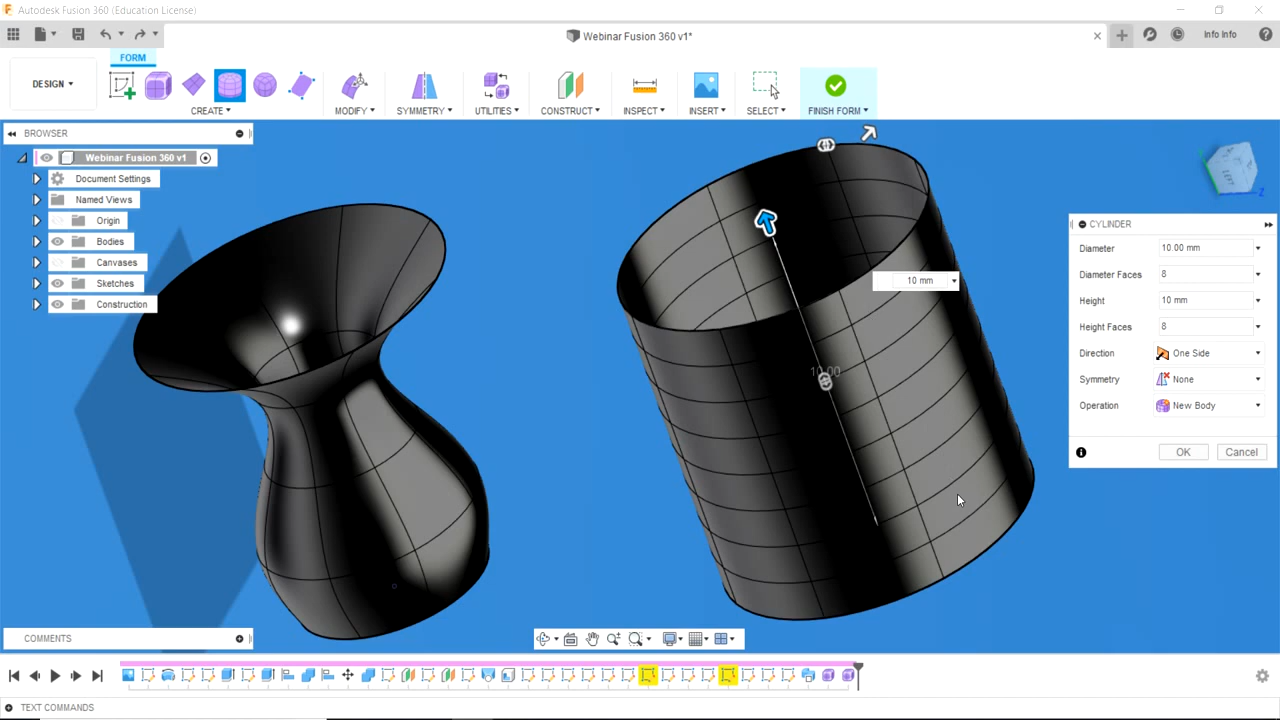 Autodesk Fusion 360 (Education License)
Webinar Fusion 360 v1*
Info Info
FORM
DESIGN
CREATE
MODIFY
SYMMETRY
UTILITIES
CONSTRUCT
INSPECT
INSERT
SELECT
FINISH FORM
BROWSER
Webinar Fusion 360 v1
Document Settings
Named Views
Origin
Bodies
Canvases
Sketches
Construction
10 mm
10.00
Z
CYLINDER
Diameter 10.00 mm
Diameter Faces 8
Height 10 mm
Height Faces 8
Direction One Side
Symmetry None
Operation New Body
OK Cancel
COMMENTS
TEXT COMMANDS